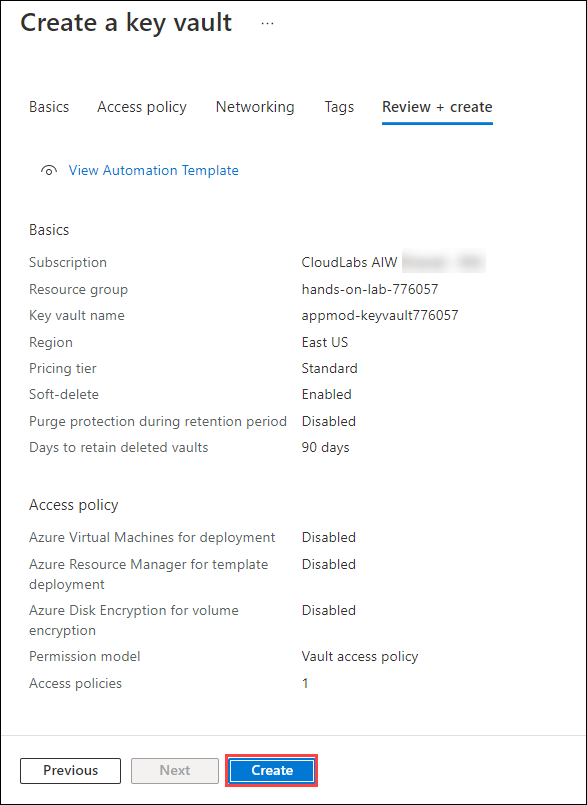 Create a key vault ...
Basics Access policy Networking Tags Review + create
View Automation Template
Basics
Subscription CloudLabs AIW
Resource group hands-on-lab-776057
Key vault name appmod-keyvault776057
Region East US
Pricing tier Standard
Soft-delete Enabled
Purge protection during retention period Disabled
Days to retain deleted vaults 90 days
Access policy
Azure Virtual Machines for deployment Disabled
Azure Resource Manager for template Disabled
deployment
Azure Disk Encryption for volume Disabled
encryption
Permission model Vault access policy
Access policies 1
Previous Next Create